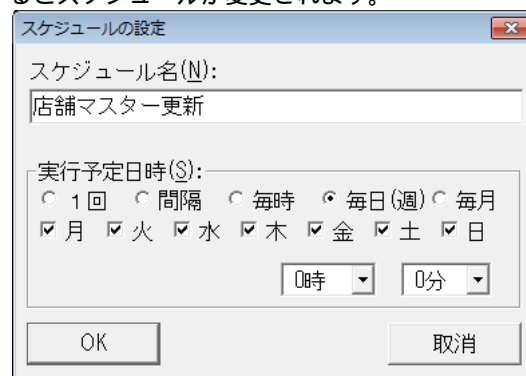 るとスケジュールが変更されます。
スケジュールの設定
スケジュール名(N):
店舗マスター更新
実行予定日時(S):
1回 間隔 毎時 毎日(週) 毎月
月 火 水 木 金 土 日
0時 0分
OK 取消